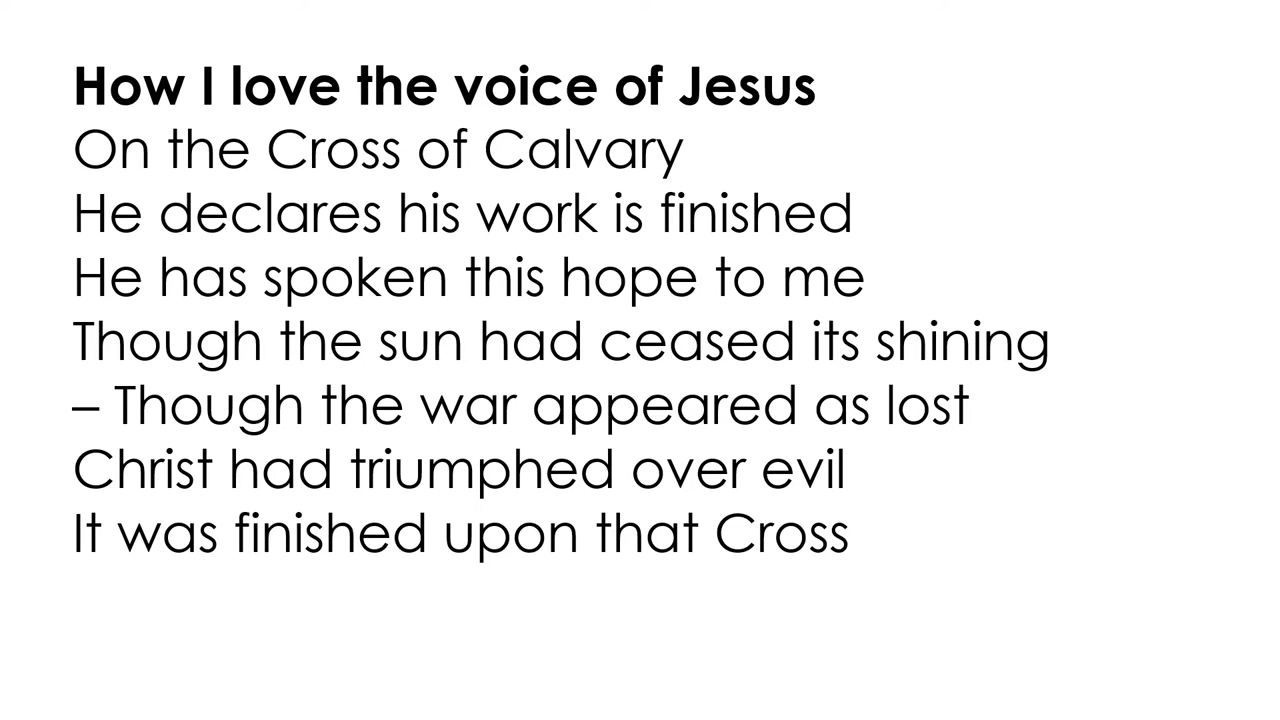 How I love the voice of Jesus
On the Cross of Calvary
He declares his work is finished
He has spoken this hope to me
Though the sun had ceased its shining
– Though the war appeared as lost
Christ had triumphed over evil
It was finished upon that Cross